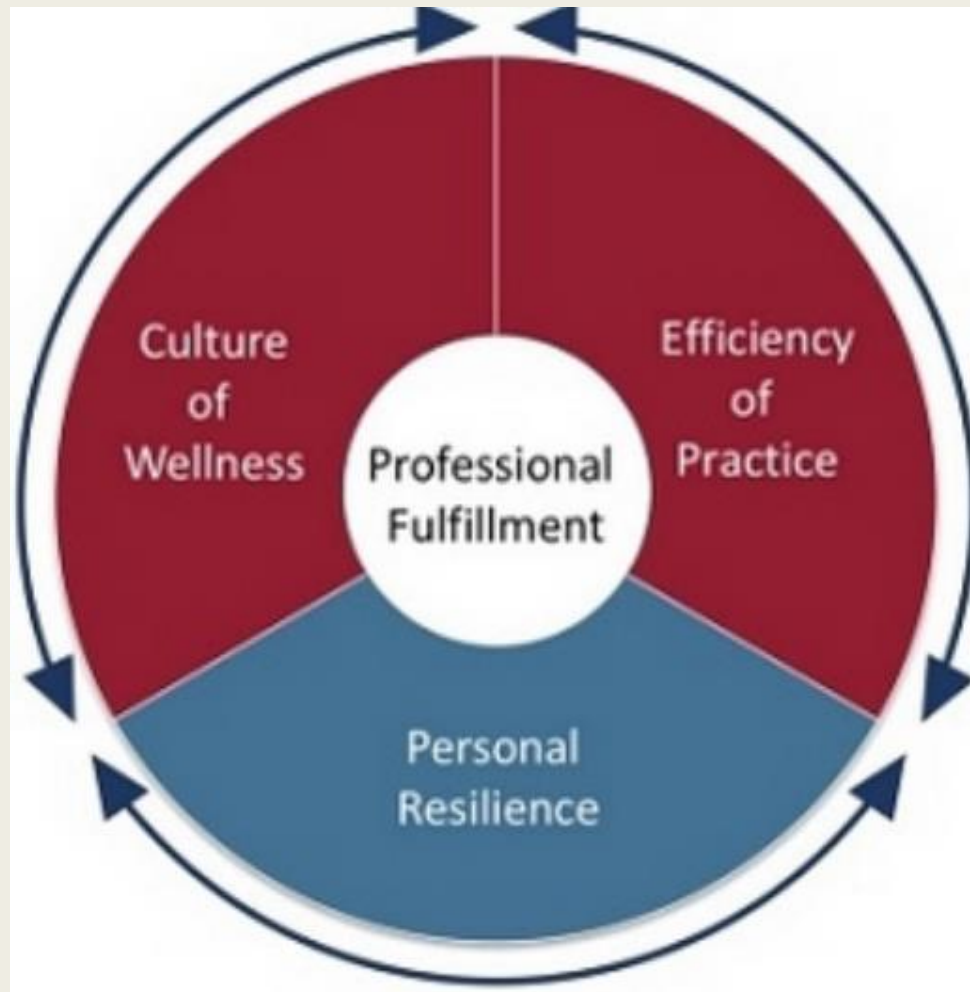 Culture
of
Wellness
Efficiency
of
Practice
Professional
Fulfillment
Personal
Resilience